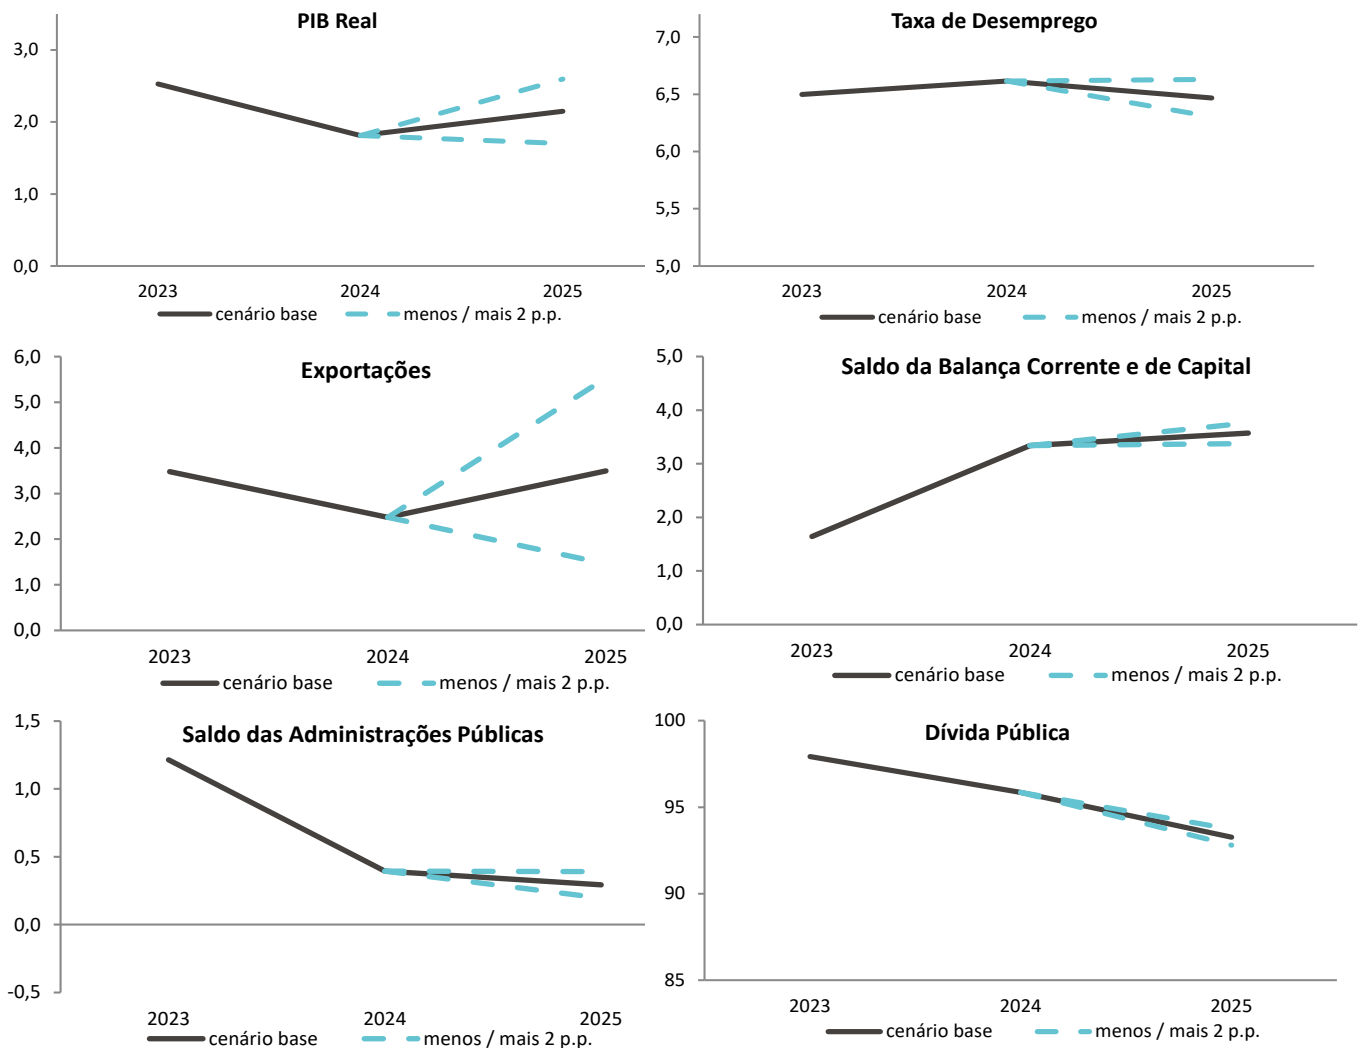 PIB Real
3,0
2,0
1,0
0,0
2023 2024 2025
cenário base menos / mais 2 p.p.
Taxa de Desemprego
7,0
6,5
6,0
5,5
5,0
2023 2024 2025
cenário base menos / mais 2 p.p.
Exportações
6,0
5,0
4,0
3,0
2,0
1,0
0,0
2023 2024 2025
cenário base menos / mais 2 p.p.
Saldo da Balança Corrente e de Capital
5,0
4,0
3,0
2,0
1,0
0,0
2023 2024 2025
cenário base menos / mais 2 p.p.
Saldo das Administrações Públicas
1,5
1,0
0,5
0,0
-0,5
2023 2024 2025
cenário base menos / mais 2 p.p.
Dívida Pública
100
95
90
85
2023 2024 2025
cenário base menos / mais 2 p.p.